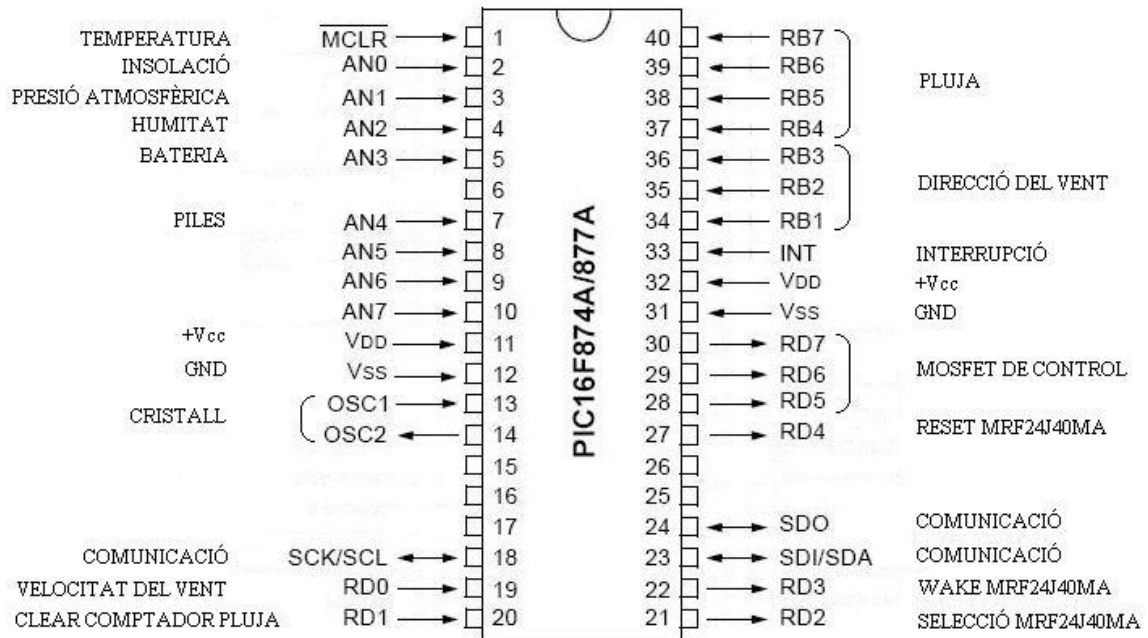 TEMPERATURA MCLR 1 40 RB7
INSOLACIÓ AN0 2 39 RB6 PLUJA
PRESIÓ ATMOSFÈRICA AN1 3 38 RB5
HUMITAT AN2 4 37 RB4
BATERIA AN3 5 36 RB3
6 35 RB2 DIRECCIÓ DEL VENT
PILES AN4 7 34 RB1
AN5 8 33 INT INTERRUPCIÓ
AN6 9 32 VDD +Vcc
AN7 10 31 VSS GND
+Vcc VDD 11 30 RD7
GND VSS 12 29 RD6 MOSFET DE CONTROL
CRISTALL OSC1 13 28 RD5
OSC2 14 27 RD4 RESET MRF24J40MA
15 26
16 25
17 24 SDO COMUNICACIÓ
COMUNICACIÓ SCK/SCL 18 23 SDI/SDA COMUNICACIÓ
VELOCITAT DEL VENT RD0 19 22 RD3 WAKE MRF24J40MA
CLEAR COMPTADOR PLUJA RD1 20 21 RD2 SELECCIÓ MRF24J40MA
PIC16F874A/877A